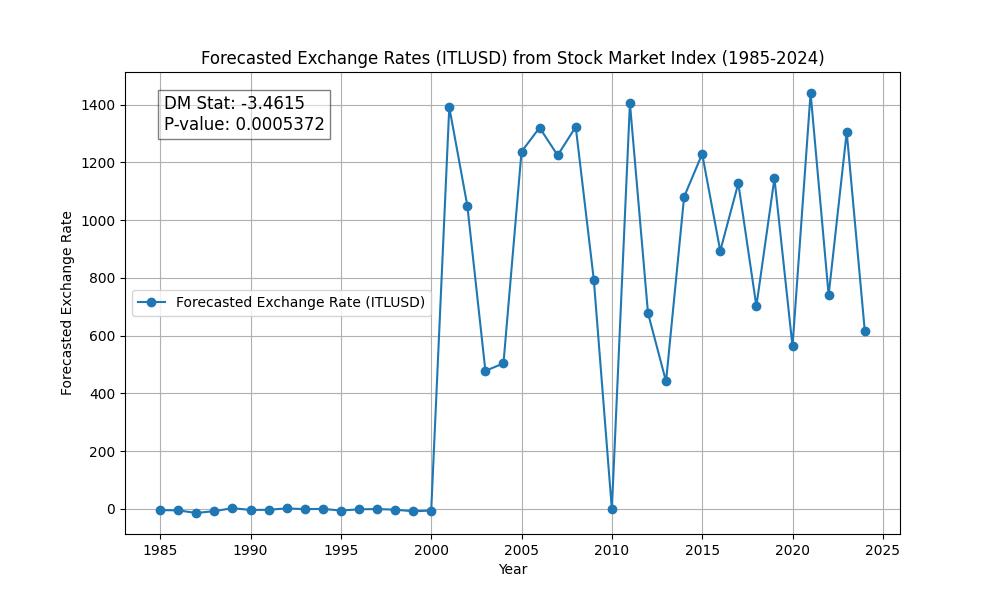 Forecasted Exchange Rates (ITLUSD) from Stock Market Index (1985-2024)
DM Stat: -3.4615
P-value: 0.0005372
Forecasted Exchange Rate
1400
1200
1000
800
600
400
200
0
Forecasted Exchange Rate (ITLUSD)
1985 1990 1995 2000 2005 2010 2015 2020 2025
Year